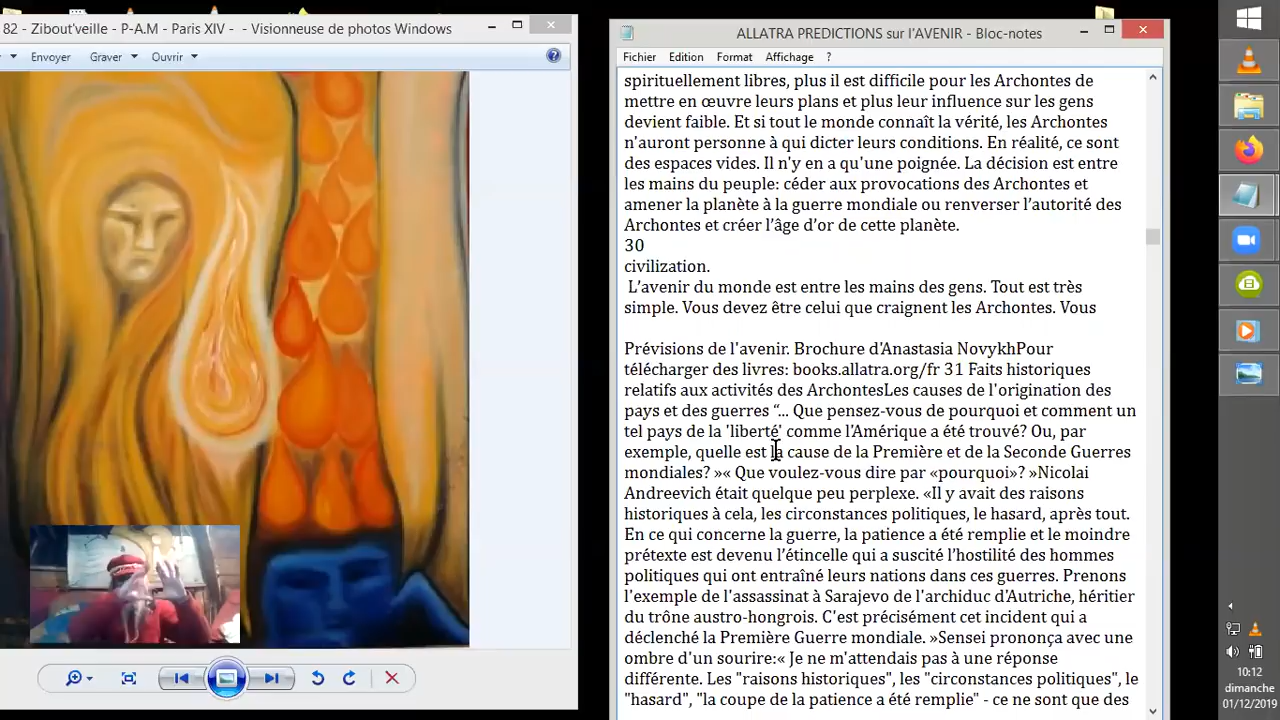 82 - Zibout'veille - P-A.M - Paris XIV - - Visionneuse de photos Windows
Envoyer Graver Ouvrir
ALLATRA PREDICTIONS sur l'AVENIR - Bloc-notes
Fichier Edition Format Affichage ?
spirituellement libres, plus il est difficile pour les Archontes de
mettre en œuvre leurs plans et plus leur influence sur les gens
devient faible. Et si tout le monde connaît la vérité, les Archontes
n'auront personne à qui dicter leurs conditions. En réalité, ce sont
des espaces vides. Il n'y en a qu'une poignée. La décision est entre
les mains du peuple: céder aux provocations des Archontes et
amener la planète à la guerre mondiale ou renverser l’autorité des
Archontes et créer l’âge d’or de cette planète.
30
civilization.
L’avenir du monde est entre les mains des gens. Tout est très
simple. Vous devez être celui que craignent les Archontes. Vous
Prévisions de l'avenir. Brochure d'Anastasia NovykhPour
télécharger des livres: books.allatra.org/fr 31 Faits historiques
relatifs aux activités des ArchontesLes causes de l'origination des
pays et des guerres “... Que pensez-vous de pourquoi et comment un
tel pays de la 'liberté' comme l’Amérique a été trouvé? Ou, par
exemple, quelle est la cause de la Première et de la Seconde Guerres
mondiales? »« Que voulez-vous dire par «pourquoi»? »Nicolai
Andreevich était quelque peu perplexe. «Il y avait des raisons
historiques à cela, les circonstances politiques, le hasard, après tout.
En ce qui concerne la guerre, la patience a été remplie et le moindre
prétexte est devenu l’étincelle qui a suscité l’hostilité des hommes
politiques qui ont entraîné leurs nations dans ces guerres. Prenons
l'exemple de l'assassinat à Sarajevo de l'archiduc d’Autriche, héritier
du trône austro-hongrois. C'est précisément cet incident qui a
déclenché la Première Guerre mondiale. »Sensei prononça avec une
ombre d'un sourire:« Je ne m'attendais pas à une réponse
différente. Les "raisons historiques", les "circonstances politiques", le
"hasard", "la coupe de la patience a été remplie" - ce ne sont que des
10:12
dimanche
01/12/2019